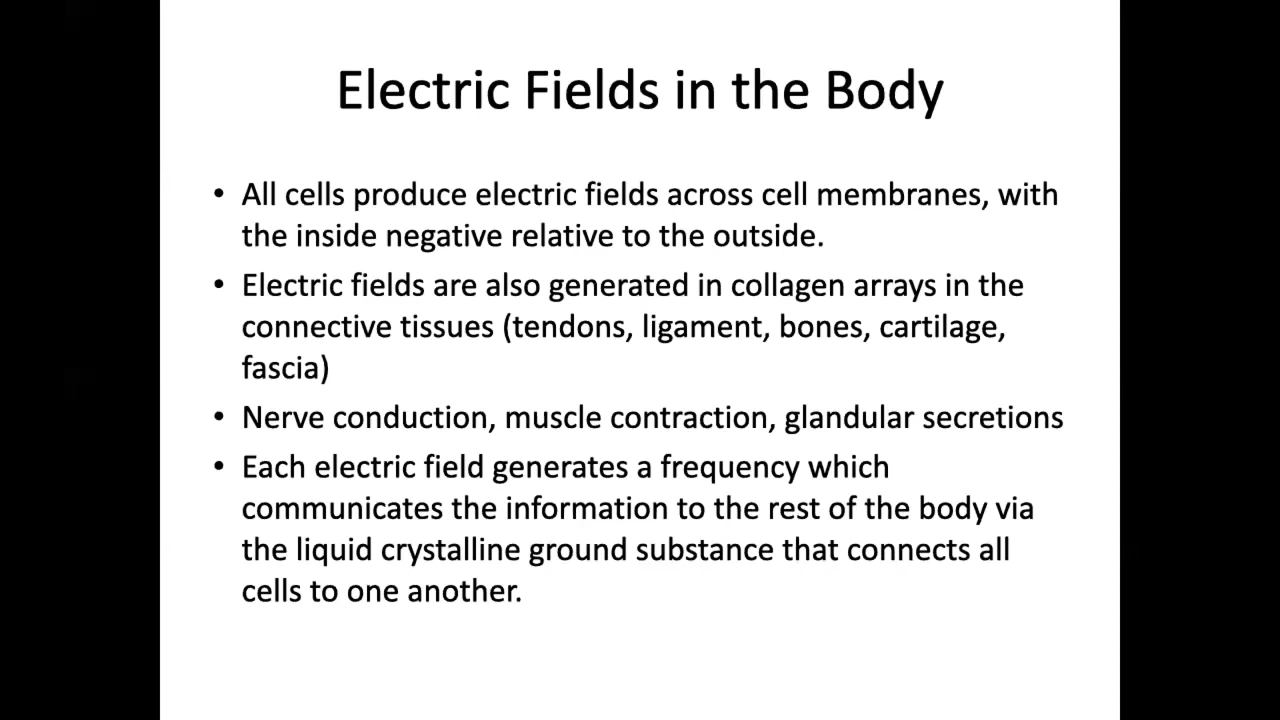 Electric Fields in the Body
• All cells produce electric fields across cell membranes, with
the inside negative relative to the outside.
• Electric fields are also generated in collagen arrays in the
connective tissues (tendons, ligament, bones, cartilage,
fascia)
• Nerve conduction, muscle contraction, glandular secretions
• Each electric field generates a frequency which
communicates the information to the rest of the body via
the liquid crystalline ground substance that connects all
cells to one another.